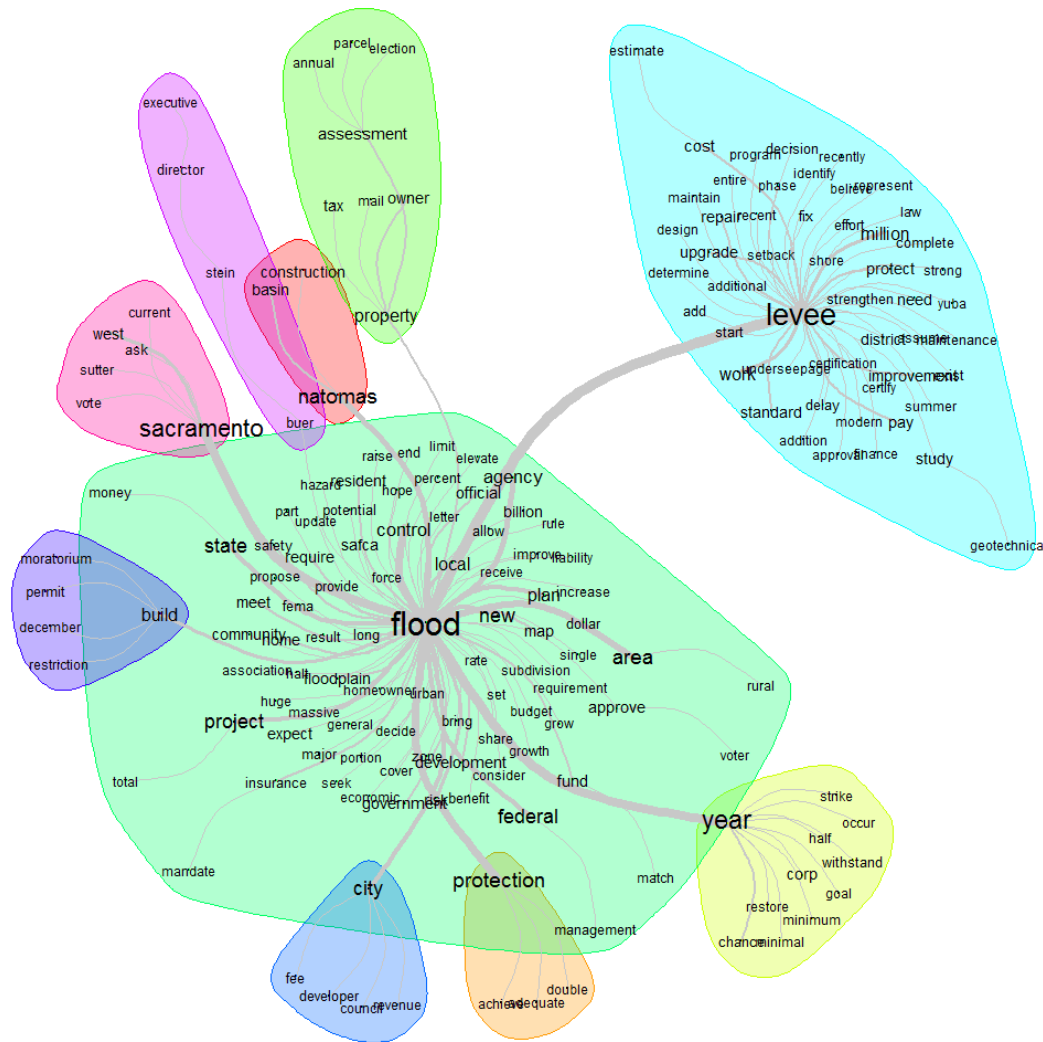 parcel
election
annual
assessment
tax
mail
owner
property
executive
director
stein
buer
construction
basin
natomas
current
west
ask
sutter
vote
sacramento
estimate
cost
program
decision
recently
identify
entire
phase
believe
represent
maintain
repair
recent
fix
effort
law
design
million
upgrade
setback
shore
complete
determine
additional
protect
strong
strengthen
need
yuba
add
levee
start
district
assume
maintenance
underseepage
certification
work
improvement
exist
certify
standard
delay
modern
pay
summer
addition
approval
finance
study
geotechnical
money
raise
end
limit
elevate
hazard
resident
hope
percent
agency
official
part
potential
letter
billion
update
control
allow
rule
state
safety
require
safca
local
improve
liability
propose
provide
force
receive
meet
fema
plan
increase
community
home
result
long
flood
new
map
dollar
association
half
floodplain
rate
subdivision
single
area
homeowner
urban
set
requirement
rural
huge
massive
budget
approve
project
general
decide
bring
grow
expect
share
major
portion
zone
growth
voter
cover
development
consider
fund
total
insurance
seek
economic
government
risk
benefit
federal
mandate
match
management
moratorium
permit
build
december
restriction
city
fee
developer
council
revenue
protection
double
achieve
adequate
year
strike
occur
half
withstand
corp
goal
restore
minimum
chance
minimal